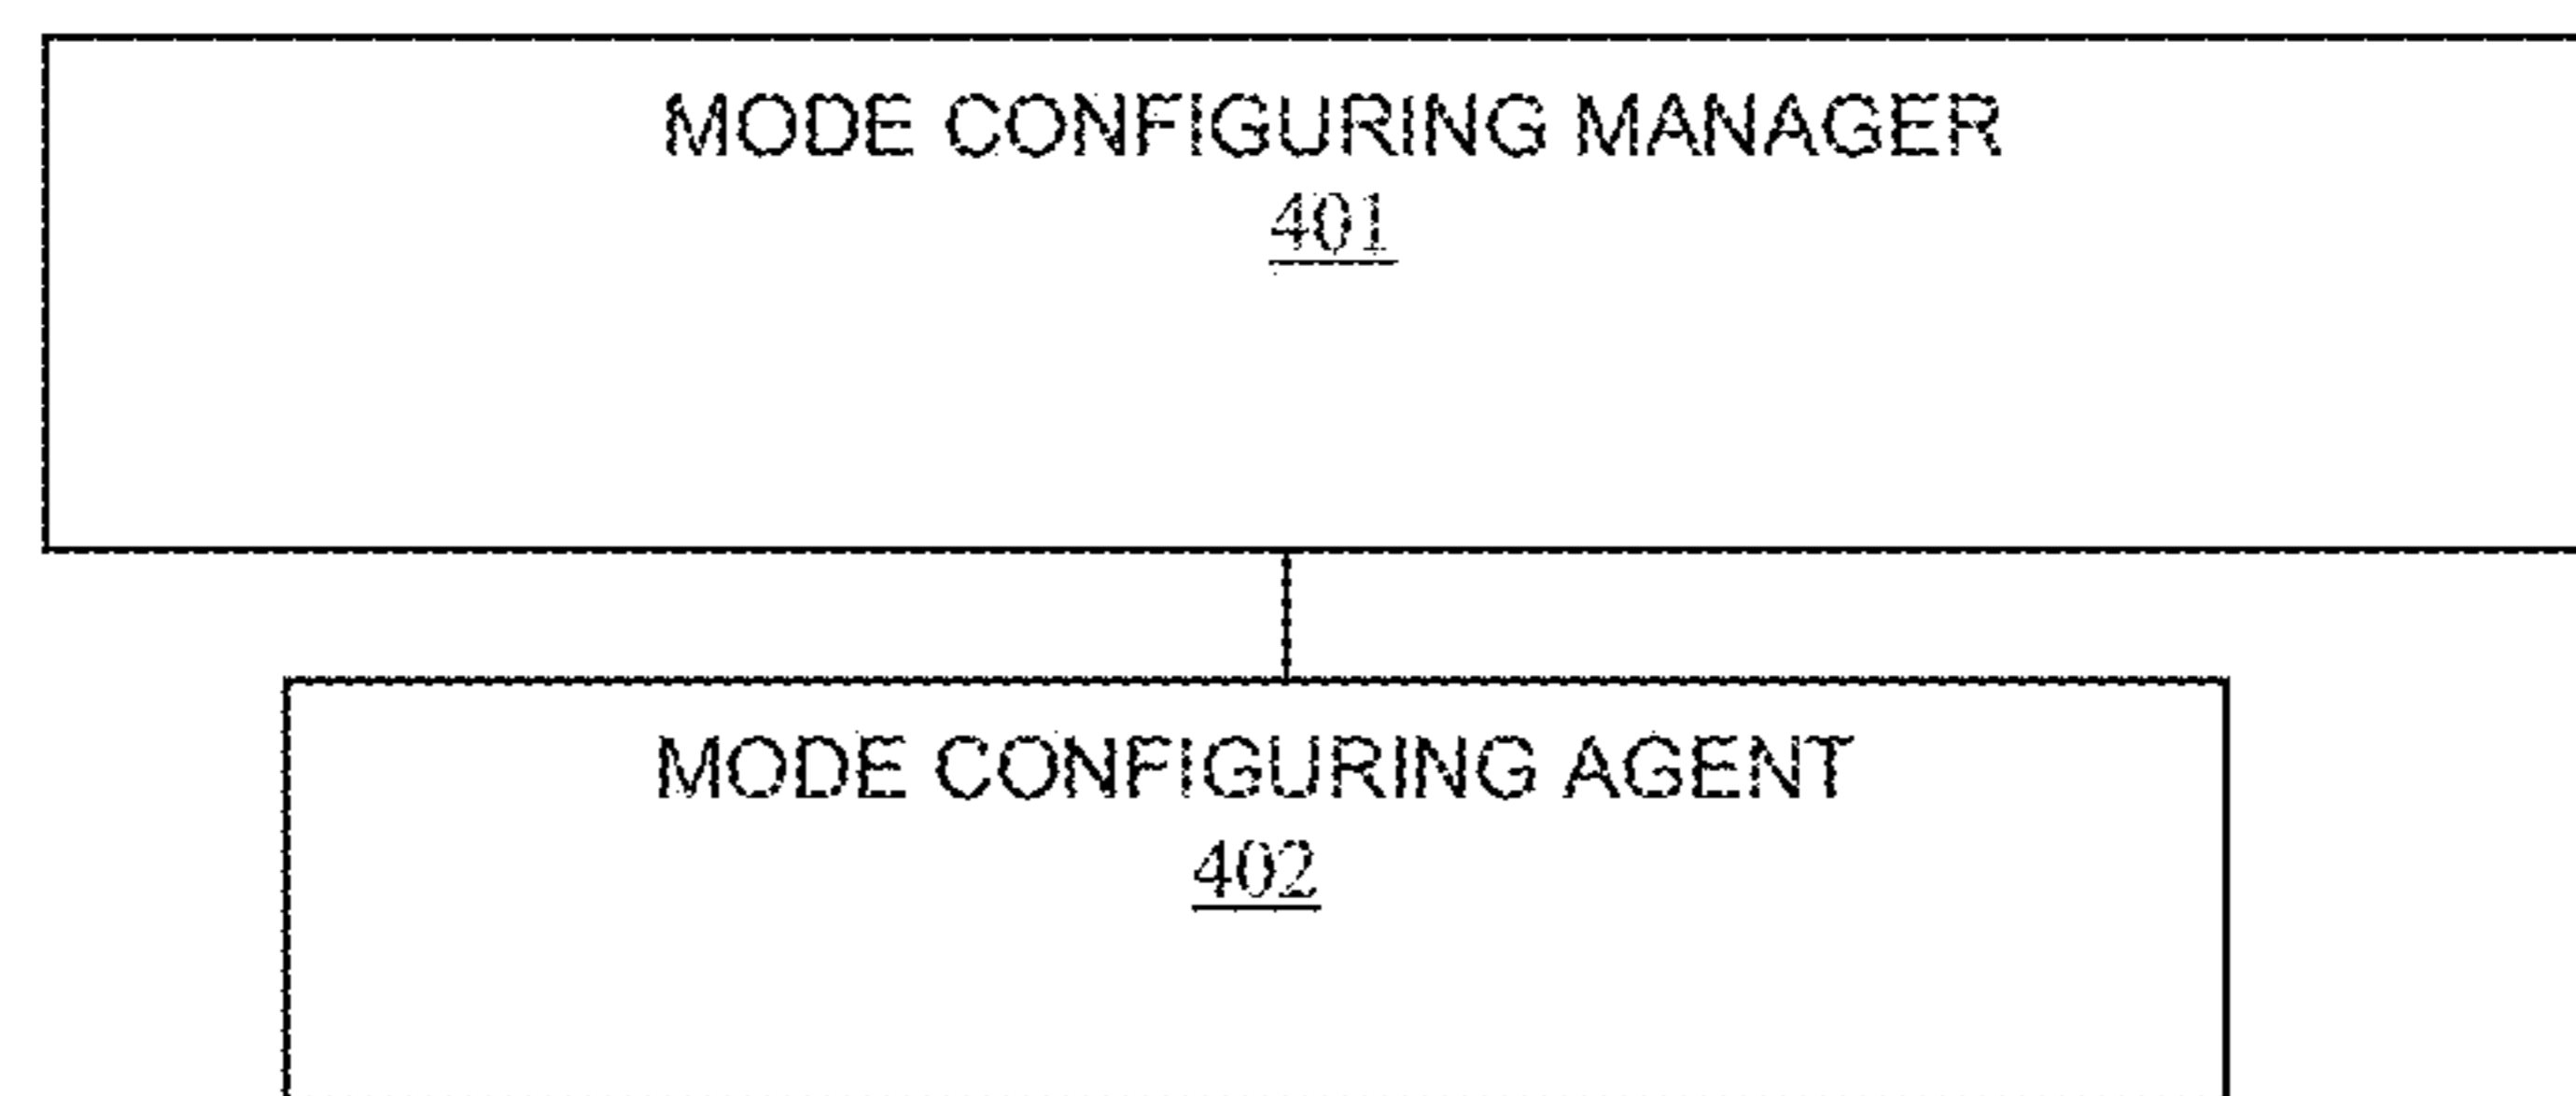 MODE CONFIGURING MANAGER
401
MODE CONFIGURING AGENT
402